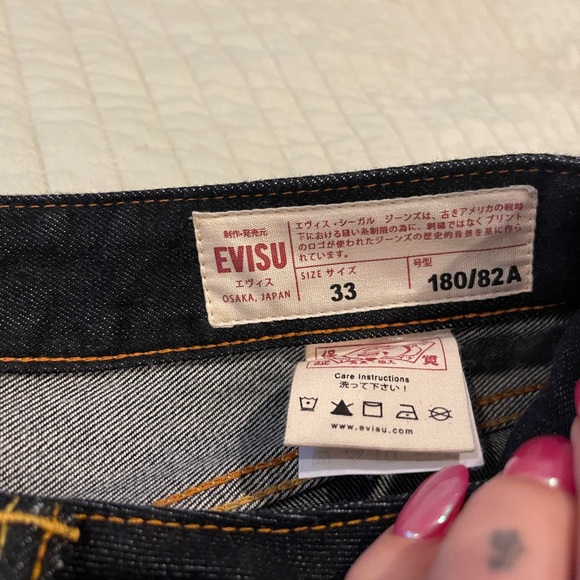 制作・発売元
EVISU
エヴィス
OSAKA, JAPAN
エヴィス・シーガル ジーンズは、古きアメリカの戦時
下における縫い糸制限の為に、刺繍ではなくプリント
のロゴが使われたジーンズの歴史的背景を基に作ら
れています。
SIZE サイズ
33
号型
180/82A
質
Care Instructions
洗って下さい!
www.evisu.com